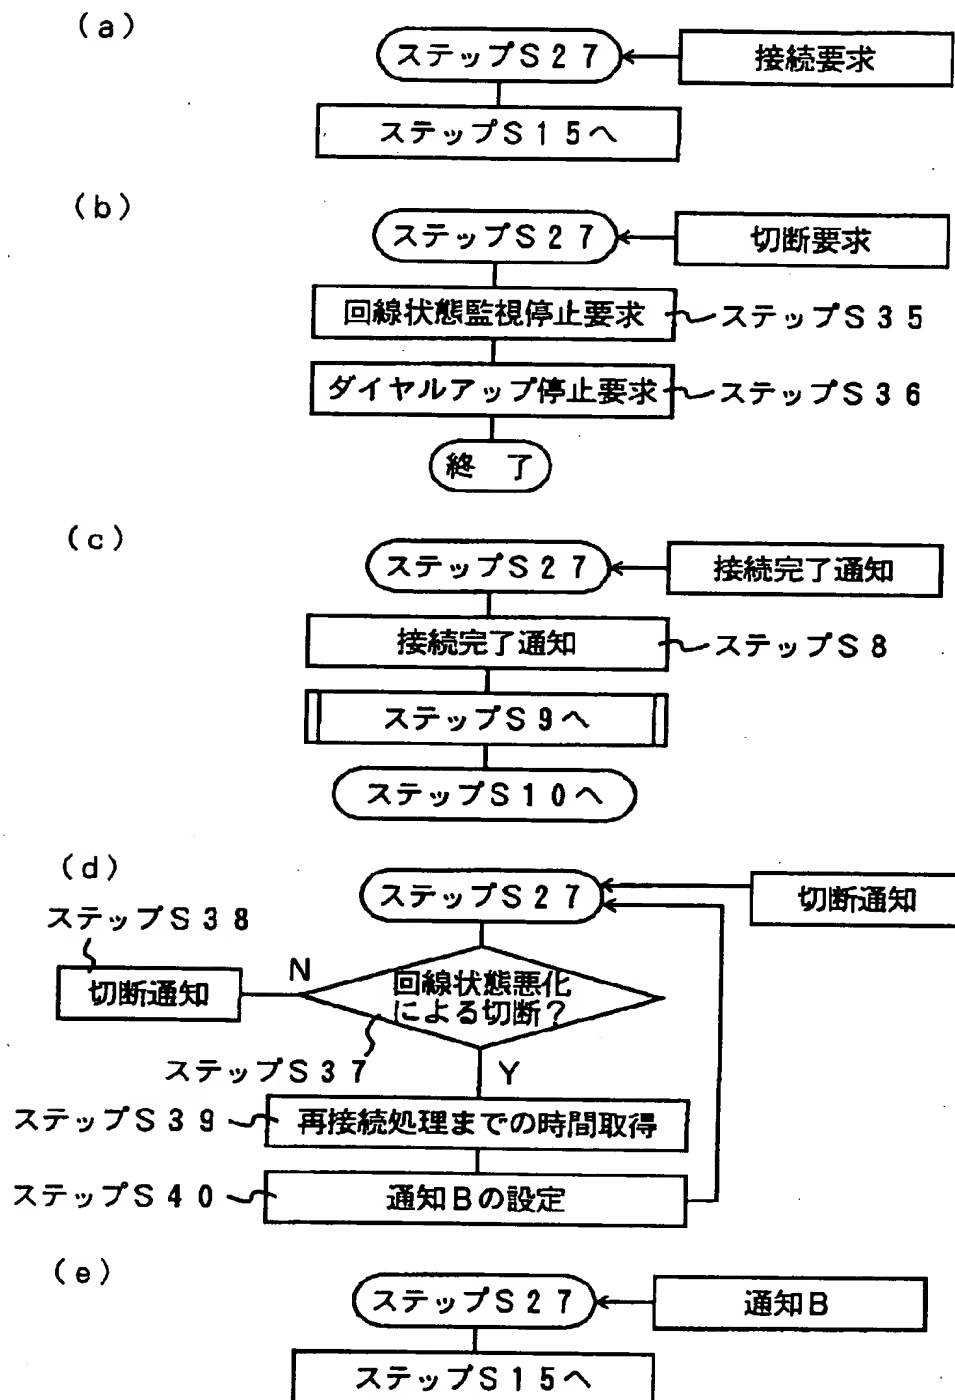 (a)
ステップS27
接続要求
ステップS15へ
(b)
ステップS27
切断要求
回線状態監視停止要求
ステップS35
ダイヤルアップ停止要求
ステップS36
終 了
(c)
ステップS27
接続完了通知
接続完了通知
ステップS8
ステップS9へ
ステップS10へ
(d)
ステップS27
切断通知
ステップS38
切断通知
N
回線状態悪化
による切断?
ステップS37
Y
ステップS39
再接続処理までの時間取得
ステップS40
通知Bの設定
(e)
ステップS27
通知B
ステップS15へ